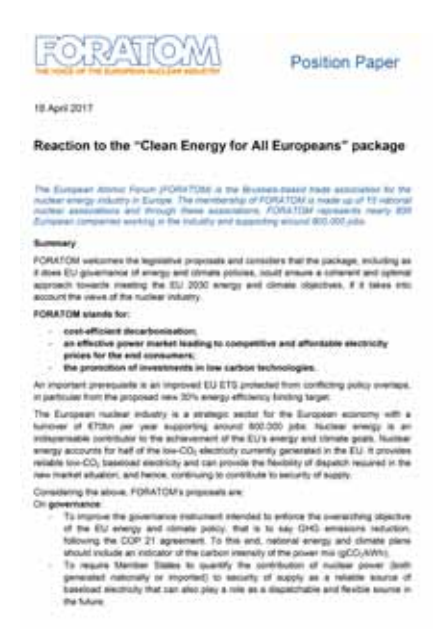 FORATOM
THE VOICE OF THE EUROPEAN NUCLEAR INDUSTRY
Position Paper
18 April 2017
Reaction to the “Clean Energy for All Europeans” package
The European Atomic Forum (FORATOM) is the Brussels-based trade association for the
nuclear energy industry in Europe. The membership of FORATOM is made up of 15 national
nuclear associations and through these associations, FORATOM represents nearly 800
European companies working in the industry and supporting around 800,000 jobs.
Summary
FORATOM welcomes the legislative proposals and considers that the package, including as
it does EU governance of energy and climate policies, could ensure a coherent and optimal
approach towards meeting the EU 2030 energy and climate objectives, if it takes into
account the views of the nuclear industry.
FORATOM stands for:
- cost-efficient decarbonisation;
- an effective power market leading to competitive and affordable electricity
prices for the end consumers;
- the promotion of investments in low carbon technologies.
An important prerequisite is an improved EU ETS protected from conflicting policy overlaps,
in particular from the proposed new 30% energy efficiency binding target.
The European nuclear industry is a strategic sector for the European economy with a
turnover of €70bn per year supporting around 800,000 jobs. Nuclear energy is an
indispensable contributor to the achievement of the EU's energy and climate goals. Nuclear
energy accounts for half of the low-CO₂ electricity currently generated in the EU. It provides
reliable low-CO₂ baseload electricity and can provide the flexibility of dispatch required in the
new market situation, and hence, continuing to contribute to security of supply.
Considering the above, FORATOM's proposals are:
On governance:
- To improve the governance instrument intended to enforce the overarching objective
of the EU energy and climate policy, that is to say GHG emissions reduction,
following the COP 21 agreement. To this end, national energy and climate plans
should include an indicator of the carbon intensity of the power mix (gCO₂/kWh).
- To require Member States to quantify the contribution of nuclear power (both
generated nationally or imported) to security of supply as a reliable source of
baseload electricity that can also play a role as a dispatchable and flexible source in
the future.